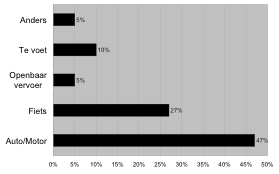 Anders
5%
Te voet
10%
Openbaar
vervoer
5%
Fiets
27%
Auto/Motor
47%
0% 5% 10% 15% 20% 25% 30% 35% 40% 45% 50%